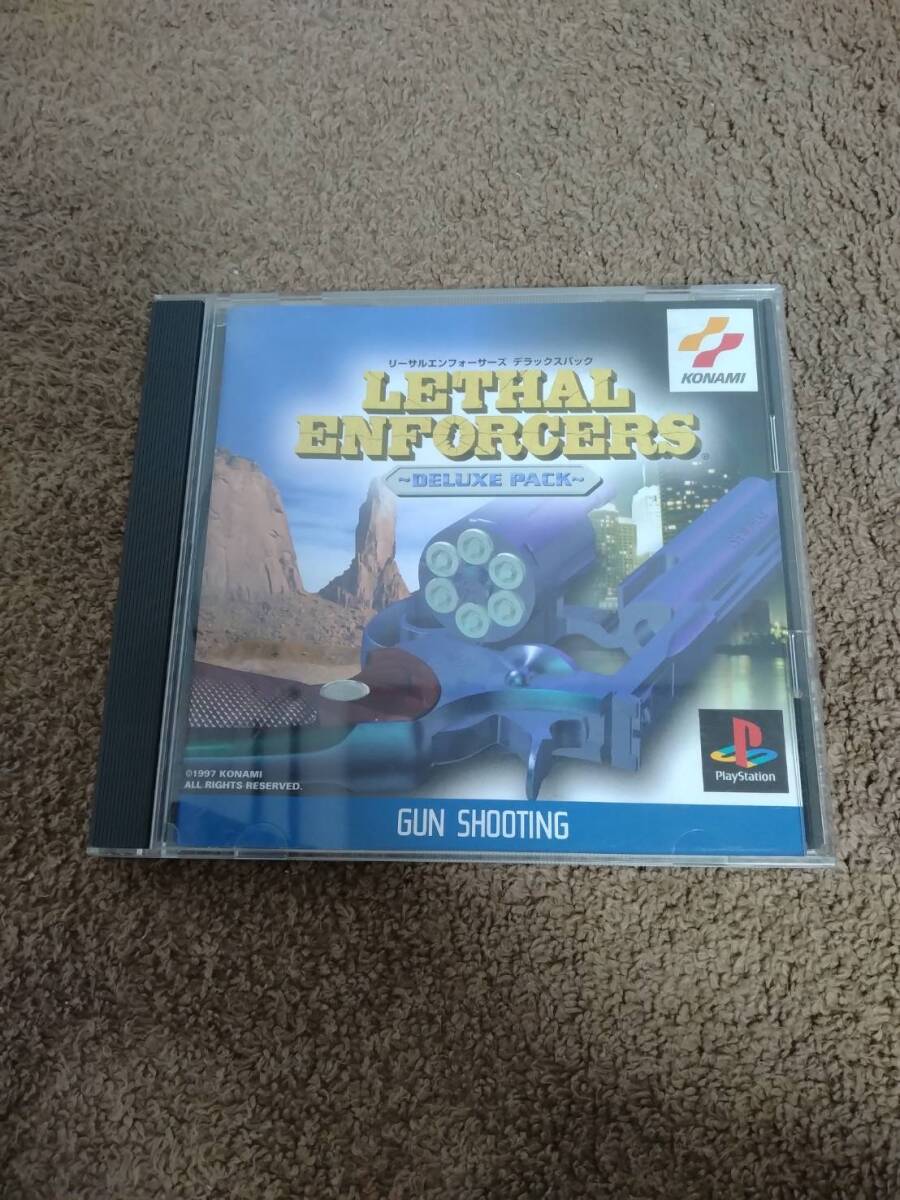 リーサルエンフォーサーズ デラックスパック
KONAMI
LETHAL
ENFORCERS®
~DELUXE PACK~
©1997 KONAMI
ALL RIGHTS RESERVED.
PlayStation
GUN SHOOTING